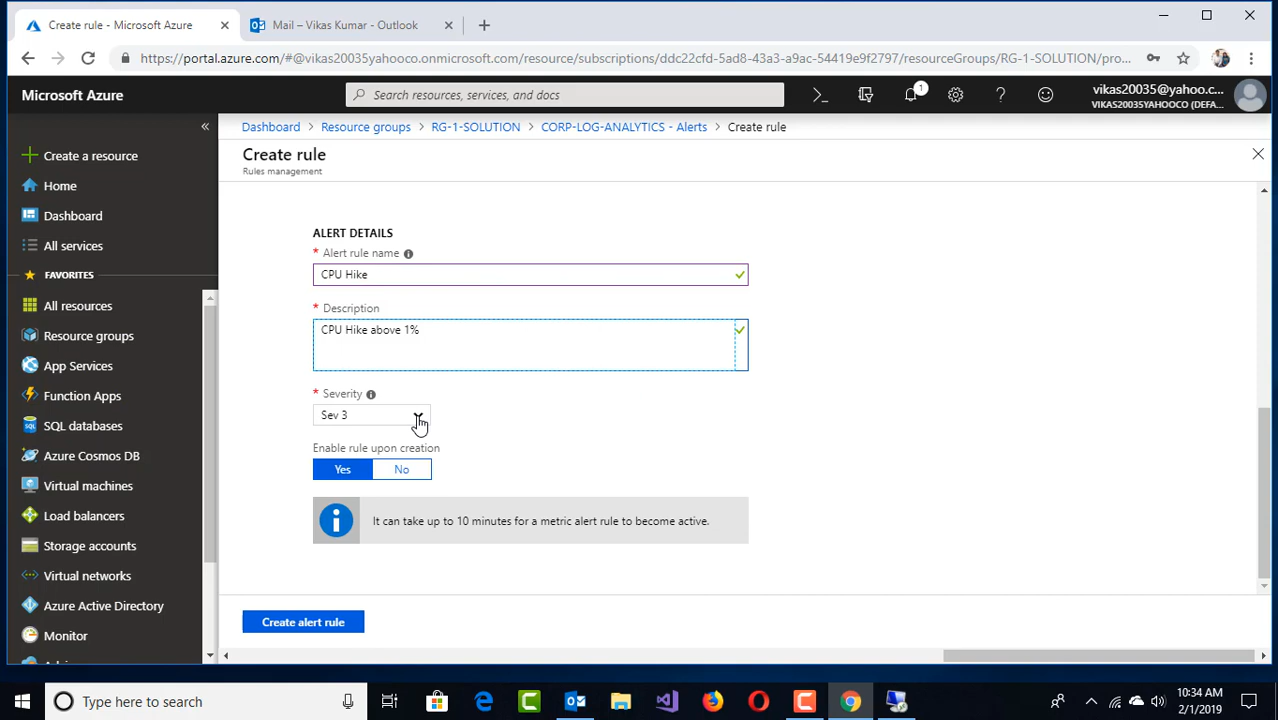 Create rule - Microsoft Azure
Mail – Vikas Kumar - Outlook
https://portal.azure.com/#@vikas20035yahooco.onmicrosoft.com/resource/subscriptions/ddc22cfd-5ad8-43a3-a9ac-54419e9f2797/resourceGroups/RG-1-SOLUTION/pro...
Microsoft Azure
Search resources, services, and docs
1
vikas20035@yahoo.c...
VIKAS20035YAHOOCO (DEFA...
Create a resource
Home
Dashboard
All services
FAVORITES
All resources
Resource groups
App Services
Function Apps
SQL databases
Azure Cosmos DB
Virtual machines
Load balancers
Storage accounts
Virtual networks
Azure Active Directory
Monitor
Dashboard > Resource groups > RG-1-SOLUTION > CORP-LOG-ANALYTICS - Alerts > Create rule
Create rule
Rules management
ALERT DETAILS
* Alert rule name
CPU Hike
* Description
CPU Hike above 1%
* Severity
Sev 3
Enable rule upon creation
Yes No
It can take up to 10 minutes for a metric alert rule to become active.
Create alert rule
Type here to search
10:34 AM
2/1/2019